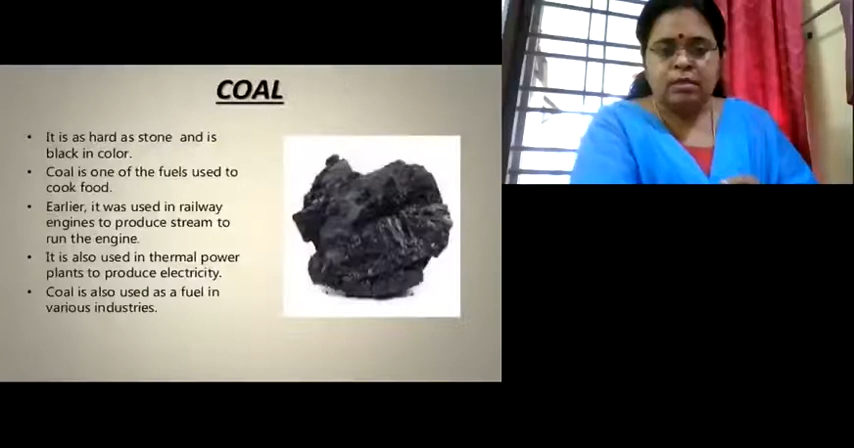 COAL
• It is as hard as stone and is
black in color.
• Coal is one of the fuels used to
cook food.
• Earlier, it was used in railway
engines to produce stream to
run the engine.
• It is also used in thermal power
plants to produce electricity.
• Coal is also used as a fuel in
various industries.